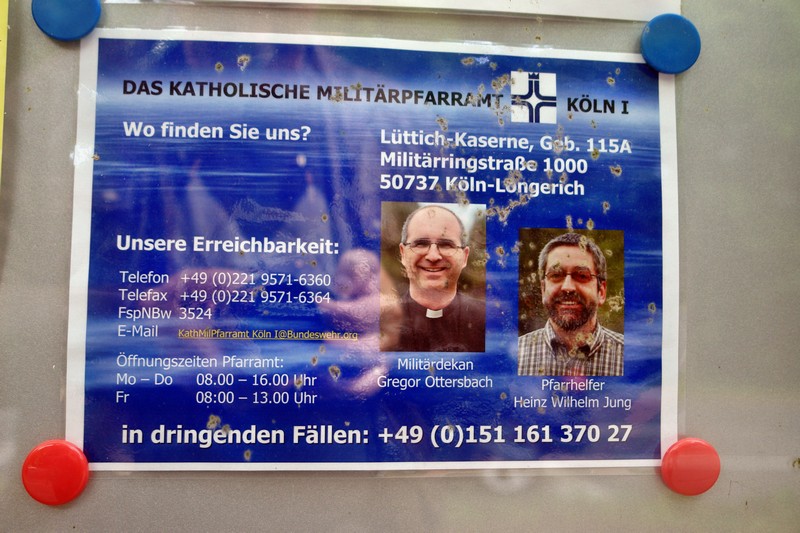 DAS KATHOLISCHE MILITÄRPFARRAMT KÖLN I
Wo finden Sie uns?
Lüttich-Kaserne, Geb. 115A
Militärringstraße 1000
50737 Köln-Longerich
Unsere Erreichbarkeit:
Telefon +49 (0)221 9571-6360
Telefax +49 (0)221 9571-6364
FspNBw 3524
E-Mail KathMilPfarramt Köln I@Bundeswehr.org
Öffnungszeiten Pfarramt:
Mo – Do 08.00 – 16.00 Uhr
Fr 08:00 – 13.00 Uhr
Militärdekan
Gregor Ottersbach
Pfarrhelfer
Heinz Wilhelm Jung
in dringenden Fällen: +49 (0)151 161 370 27